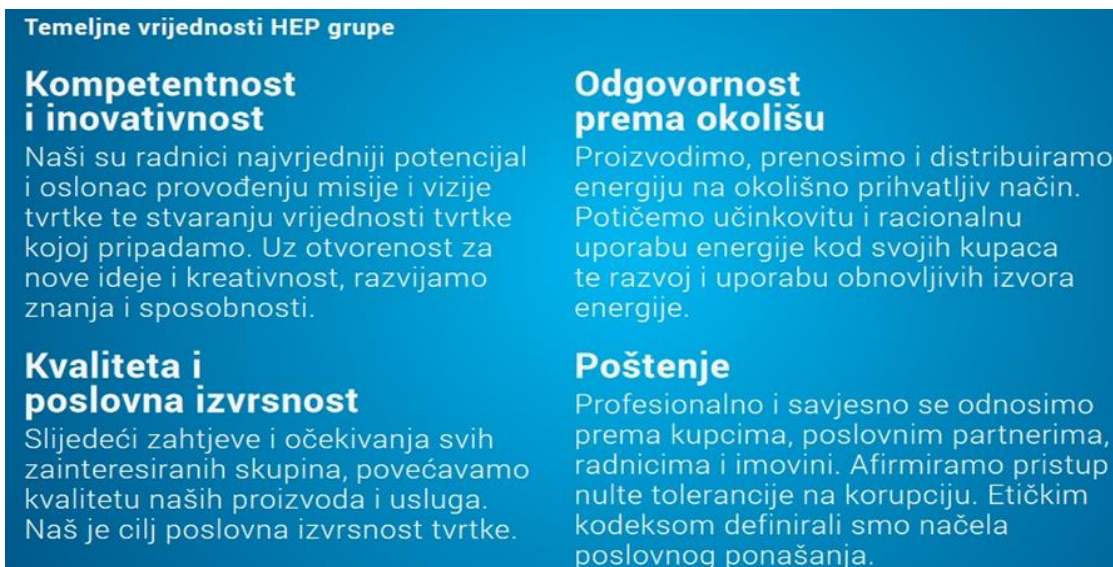 Temeljne vrijednosti HEP grupe
Kompetentnost
i inovativnost
Naši su radnici najvrjedniji potencijal
i oslonac provođenju misije i vizije
tvrtke te stvaranju vrijednosti tvrtke
kojoj pripadamo. Uz otvorenost za
nove ideje i kreativnost, razvijamo
znanja i sposobnosti.
Odgovornost
prema okolišu
Proizvodimo, prenosimo i distribuiramo
energiju na okolišno prihvatljiv način.
Potičemo učinkovitu i racionalnu
uporabu energije kod svojih kupaca
te razvoj i uporabu obnovljivih izvora
energije.
Kvaliteta i
poslovna izvrsnost
Slijedeći zahtjeve i očekivanja svih
zainteresiranih skupina, povećavamo
kvalitetu naših proizvoda i usluga.
Naš je cilj poslovna izvrsnost tvrtke.
Poštenje
Profesionalno i savjesno se odnosimo
prema kupcima, poslovnim partnerima,
radnicima i imovini. Afirmiramo pristup
nulte tolerancije na korupciju. Etičkim
kodeksom definirali smo načela
poslovnog ponašanja.